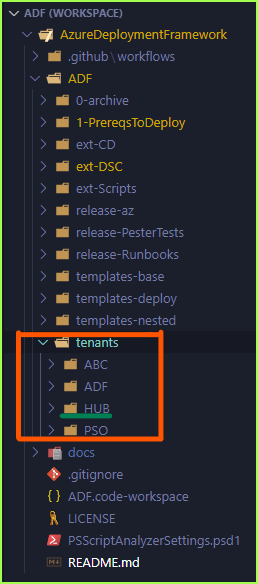 ADF (WORKSPACE)
AzureDeploymentFramework
.github\workflows
ADF
0-archive
1-PrereqsToDeploy
ext-CD
ext-DSC
ext-Scripts
release-az
release-PesterTests
release-Runbooks
templates-base
templates-deploy
templates-nested
tenants
ABC
ADF
HUB
PSO
docs
.gitignore
ADF.code-workspace
LICENSE
PSScriptAnalyzerSettings.psd1
README.md